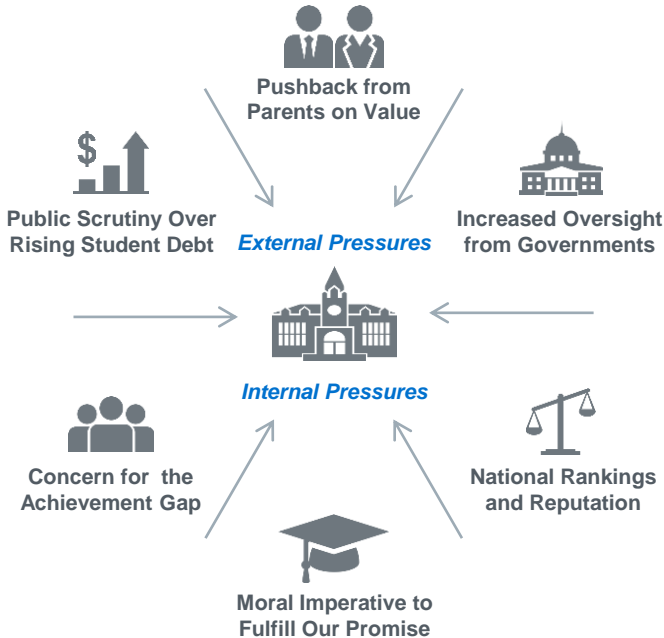 Pushback from
Parents on Value
$
Public Scrutiny Over
Rising Student Debt
External Pressures
Increased Oversight
from Governments
Internal Pressures
Concern for the
Achievement Gap
National Rankings
and Reputation
Moral Imperative to
Fulfill Our Promise